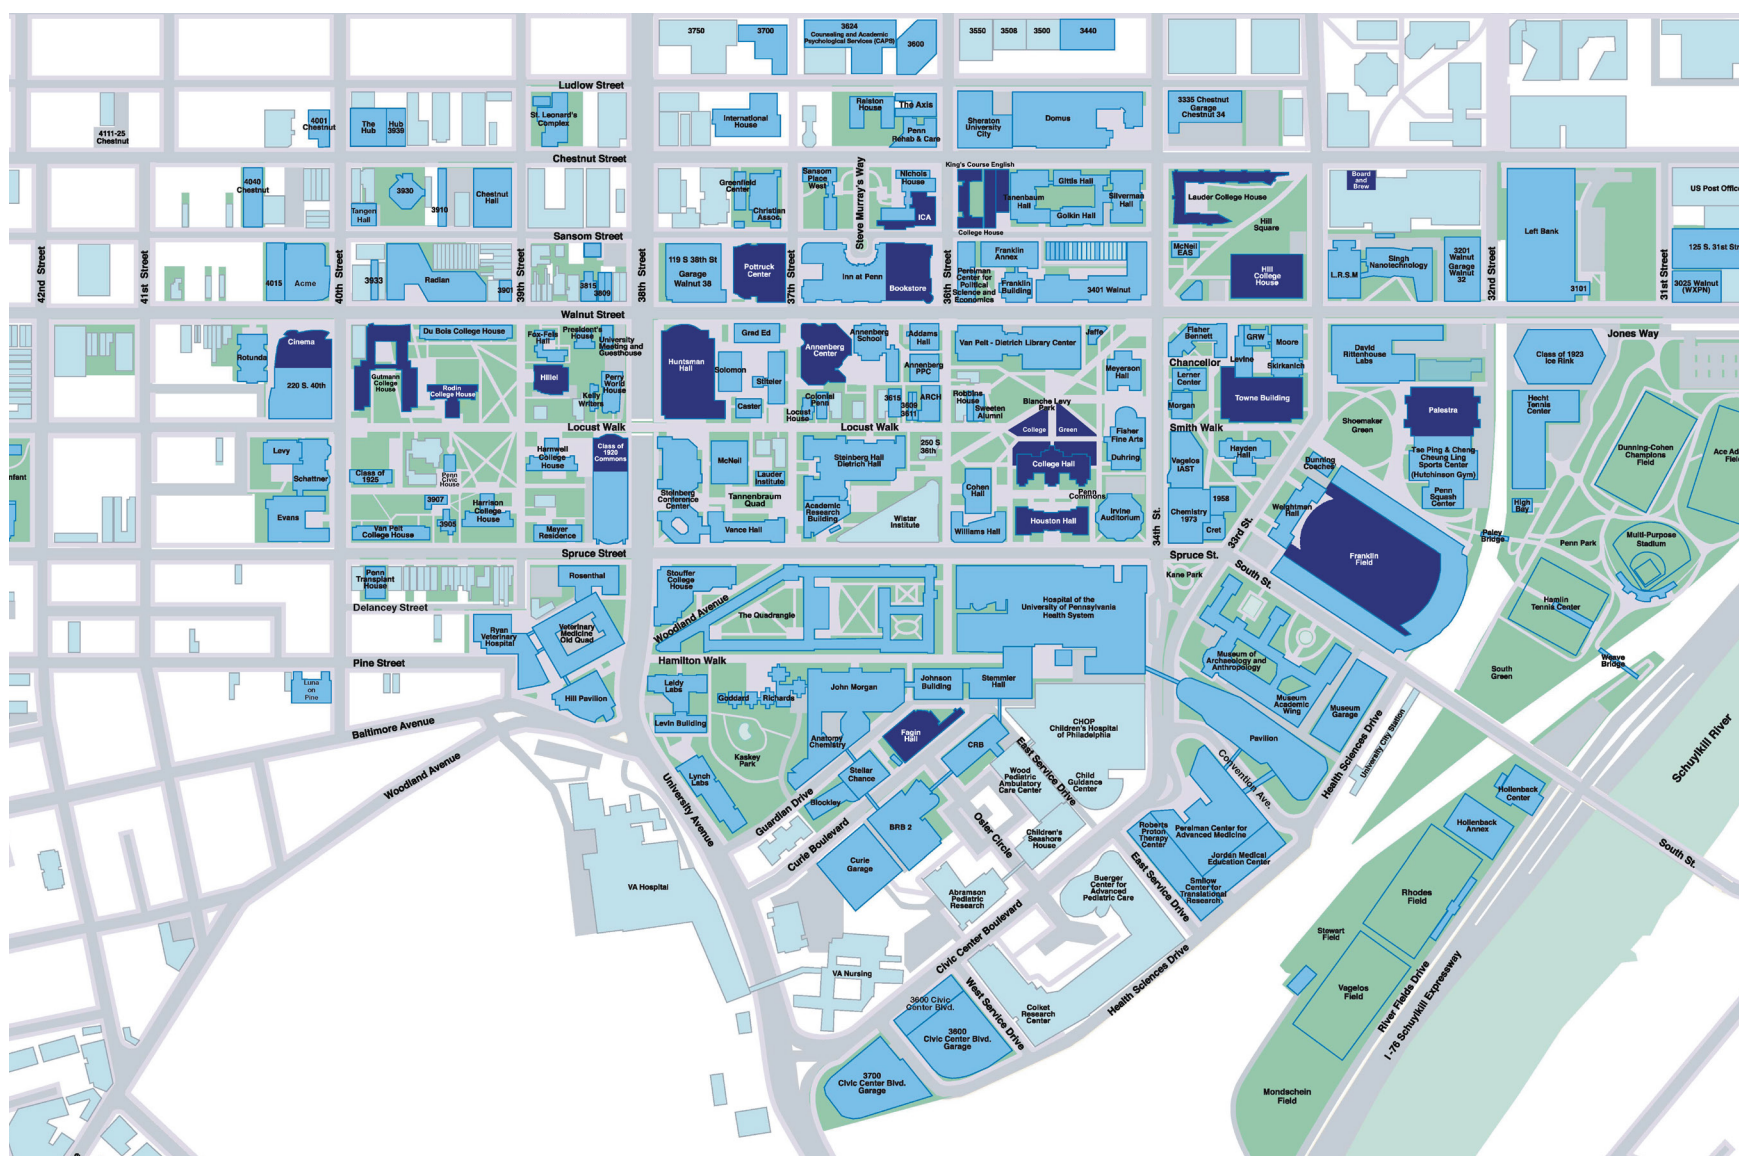 3750
3700
3624
Counseling and Academic
Psychological Services (CAPS)
3600
3550
3508
3500
3440
Ludlow Street
4111-25
Chestnut
4001
Chestnut
The
Hub
Hub
3939
St. Leonard's
Complex
International
House
Ralston
House
The Axis
Penn
Rehab & Care
Sheraton
University
City
Domus
3335 Chestnut
Garage
Chestnut 34
Chestnut Street
4040
Chestnut
3930
Tangen
Hall
3910
Chestnut
Hall
Greenfield
Center
Christian
Assoc.
Sansom
Place
West
Steve Murray's Way
Nichols
House
ICA
King's Course English
College House
Tanenbaum
Hall
Gittis Hall
Golkin Hall
Silverman
Hall
Lauder College House
Hill
Square
Board
and
Brew
US Post Office
Sansom Street
42nd Street
41st Street
40th Street
39th Street
38th Street
37th Street
36th Street
32nd Street
31st Street
4015
Acme
3933
Radian
3901
3815
3809
119 S 38th St
Garage
Walnut 38
Pottruck
Center
Inn at Penn
Bookstore
Franklin
Annex
Perelman
Center for
Political
Science and
Economics
Franklin
Building
3401 Walnut
McNeil
EAS
Hill
College
House
L.R.S.M
Singh
Nanotechnology
3201
Walnut
Garage
Walnut
32
Left Bank
3101
125 S. 31st Str
3025 Walnut
(WXPN)
Walnut Street
Jones Way
Rotunda
Cinema
220 S. 40th
Du Bois College House
Gutmann
College
House
Rodin
College House
Fox-Fels
Hall
President's
House
University
Meeting and
Guesthouse
Hillel
Perry
World
House
Kelly
Writers
Huntsman
Hall
Grad Ed
Solomon
Stiteler
Caster
Locust
House
Colonial
Penn
Annenberg
Center
Annenberg
School
Addams
Hall
Annenberg
PPC
3615
3609
3611
ARCH
Van Pelt - Dietrich Library Center
Jaffe
Meyerson
Hall
Robbins
House
Sweeten
Alumni
Blanche Levy
Park
College
Green
Fisher
Fine Arts
Duhring
Fisher
Bennett
Chancellor
Lerner
Center
Morgan
GRW
Levine
Moore
Skirkanich
Towne Building
David
Rittenhouse
Labs
Shoemaker
Green
Palestra
Class of 1923
Ice Rink
Hecht
Tennis
Center
Locust Walk
Locust Walk
Smith Walk
Levy
Schattner
Evans
Class of
1925
Penn
Civic
House
3907
3905
Harrison
College
House
Van Pelt
College House
Harnwell
College
House
Class of
1920
Commons
Mayer
Residence
Steinberg
Conference
Center
McNeil
Lauder
Institute
Tannenbaum
Quad
Vance Hall
Steinberg Hall
Dietrich Hall
250 S
36th
Academic
Research
Building
Wistar
Institute
Cohen
Hall
Williams Hall
College Hall
Penn
Commons
Houston Hall
Irvine
Auditorium
34th St.
Vagelos
IAST
Hayden
Hall
1958
Chemistry
1973
Cret
33rd St.
Dunning
Coaches
Weightman
Hall
Franklin
Field
Tse Ping & Cheng
Cheung Ling
Sports Center
(Hutchinson Gym)
Penn
Squash
Center
High
Bay
Paley
Bridge
Dunning-Cohen
Champions
Field
Ace Ad
Fiel
Penn Park
Multi-Purpose
Stadium
Hamlin
Tennis Center
Spruce Street
Spruce St.
South St.
Kane Park
Penn
Transplant
House
Delancey Street
Rosenthal
Ryan
Veterinary
Hospital
Veterinary
Medicine
Old Quad
Hill Pavilion
Pine Street
Luna
on
Pine
Baltimore Avenue
Woodland Avenue
Stouffer
College
House
Woodland Avenue
The Quadrangle
Hospital of the
University of Pennsylvania
Health System
Hamilton Walk
Leidy
Labs
Levin Building
Goddard
Richards
John Morgan
Johnson
Building
Stemmler
Hall
Anatomy
Chemistry
Kaskey
Park
Lynch
Labs
University Avenue
Guardian Drive
Stellar
Chance
Blockley
Curie Boulevard
Fagin
Hall
CRB
BRB 2
Curie
Garage
East Service Drive
CHOP
Children's Hospital
of Philadelphia
Wood
Pediatric
Ambulatory
Care Center
Child
Guidance
Center
Osler Circle
Children's
Seashore
House
Abramson
Pediatric
Research
Museum of
Archaeology and
Anthropology
Museum
Academic
Wing
Museum
Garage
Pavilion
Convention Ave.
Health Sciences Drive
University City Station
South
Green
Weave
Bridge
Schuylkill River
South St.
Roberts
Proton
Therapy
Center
Perelman Center for
Advanced Medicine
Jordan Medical
Education Center
Smilow
Center for
Translational
Research
East Service Drive
Buerger
Center for
Advanced
Pediatric Care
Civic Center Boulevard
Health Sciences Drive
VA Hospital
VA Nursing
West Service Drive
Colket
Research
Center
3600 Civic
Center Blvd.
3600
Civic Center Blvd.
Garage
3700
Civic Center Blvd.
Garage
Hollenback
Center
Hollenback
Annex
Rhodes
Field
Stewart
Field
Vagelos
Field
River Fields Drive
I -76 Schuylkill Expressway
Mondschein
Field